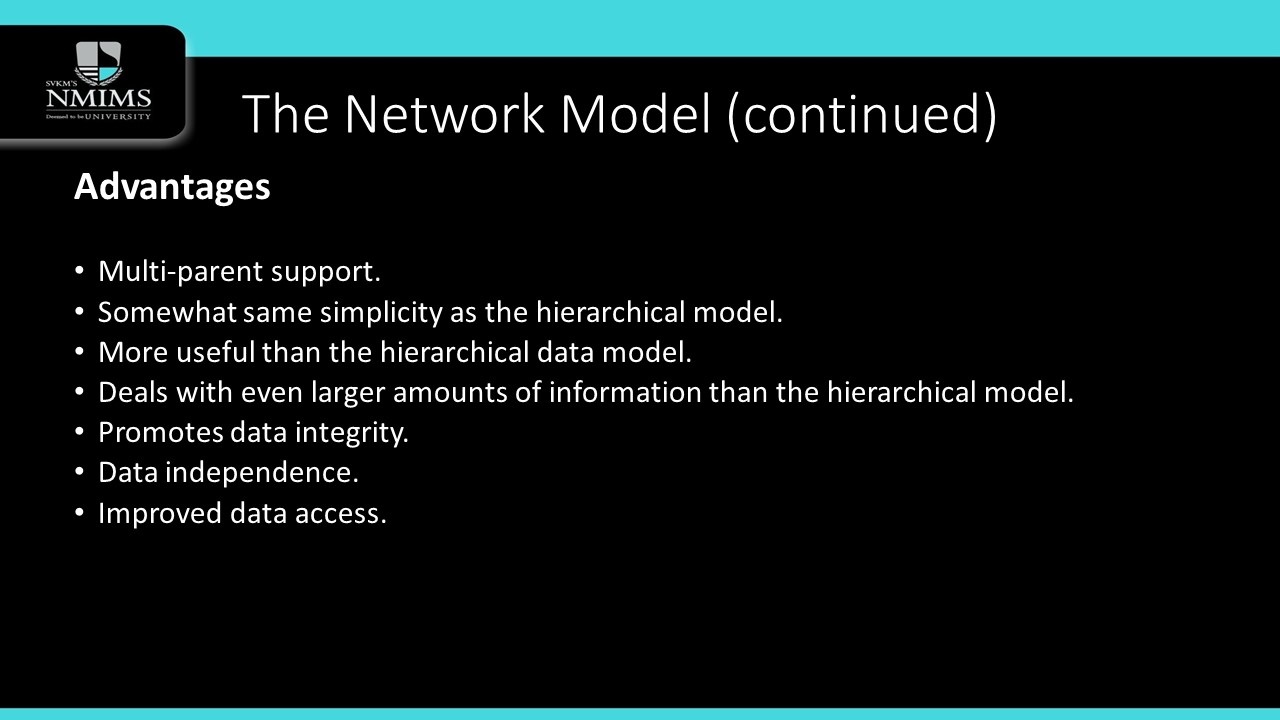 SVKM'S
NMIMS
Deemed to be UNIVERSITY
The Network Model (continued)
Advantages
• Multi-parent support.
• Somewhat same simplicity as the hierarchical model.
• More useful than the hierarchical data model.
• Deals with even larger amounts of information than the hierarchical model.
• Promotes data integrity.
• Data independence.
• Improved data access.